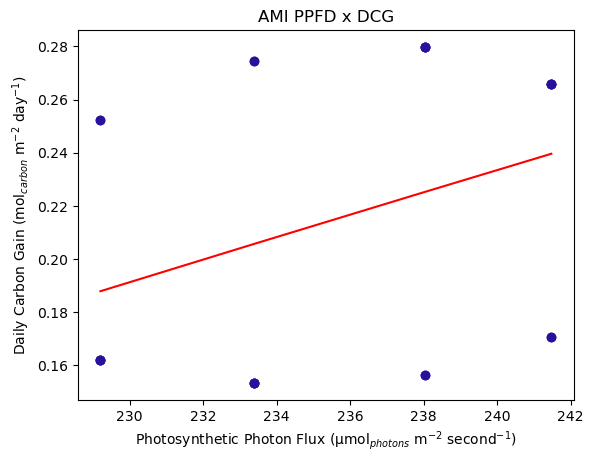 AMI PPFD x DCG
Daily Carbon Gain (mol_carbon m⁻² day⁻¹)
0.28
0.26
0.24
0.22
0.20
0.18
0.16
230 232 234 236 238 240 242
Photosynthetic Photon Flux (μmol_photons m⁻² second⁻¹)